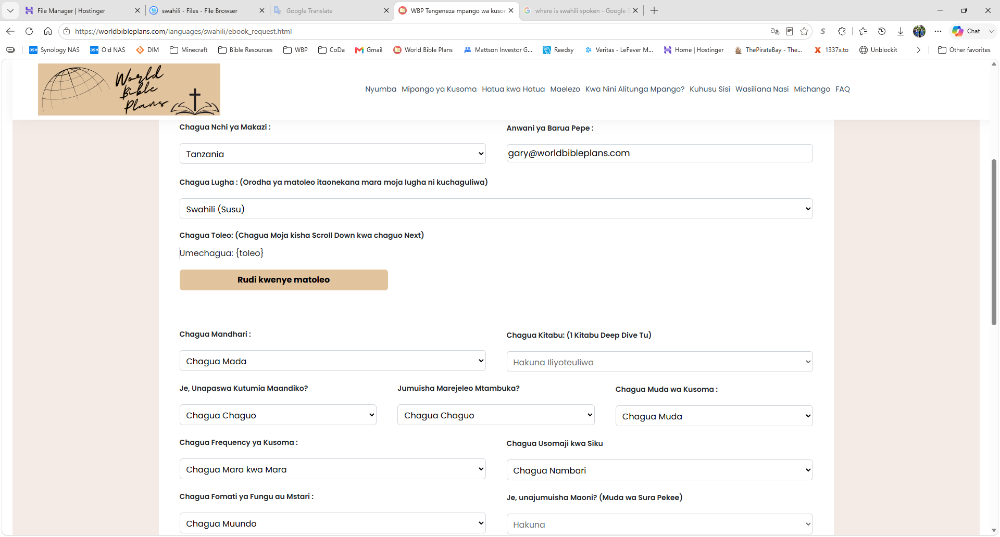 File Manager | Hostinger
swahili - Files - File Browser
Google Translate
WBP Tengeneza mpango wa kusor
where is swahili spoken - Google S
https://worldbibleplans.com/languages/swahili/ebook_request.html
Chat
Synology NAS
Old NAS
DIM
Minecraft
Bible Resources
WBP
CoDa
Gmail
World Bible Plans
Mattson Investor G...
Reedsy
Veritas - LeFever M...
Home | Hostinger
ThePirateBay - The...
1337x.to
Unblockit
Other favorites
World
Bible
Plans
Nyumba Mipango ya Kusoma Hatua kwa Hatua Maelezo Kwa Nini Alitunga Mpango? Kuhusu Sisi Wasiliana Nasi Michango FAQ
Chagua Nchi ya Makazi :
Anwani ya Barua Pepe :
Tanzania
gary@worldbibleplans.com
Chagua Lugha : (Orodha ya matoleo itaonekana mara moja lugha ni kuchaguliwa)
Swahili (Susu)
Chagua Toleo: (Chagua Moja kisha Scroll Down kwa chaguo Next)
Umechagua: {toleo}
Rudi kwenye matoleo
Chagua Mandhari :
Chagua Kitabu: (1 Kitabu Deep Dive Tu)
Chagua Mada
Hakuna Iliyoteuliwa
Je, Unapaswa Kutumia Maandiko?
Jumuisha Marejeleo Mtambuka?
Chagua Muda wa Kusoma :
Chagua Chaguo
Chagua Chaguo
Chagua Muda
Chagua Frequency ya Kusoma :
Chagua Usomaji kwa Siku
Chagua Mara kwa Mara
Chagua Nambari
Chagua Fomati ya Fungu au Mstari :
Je, unajumuisha Maoni? (Muda wa Sura Pekee)
Chagua Muundo
Hakuna